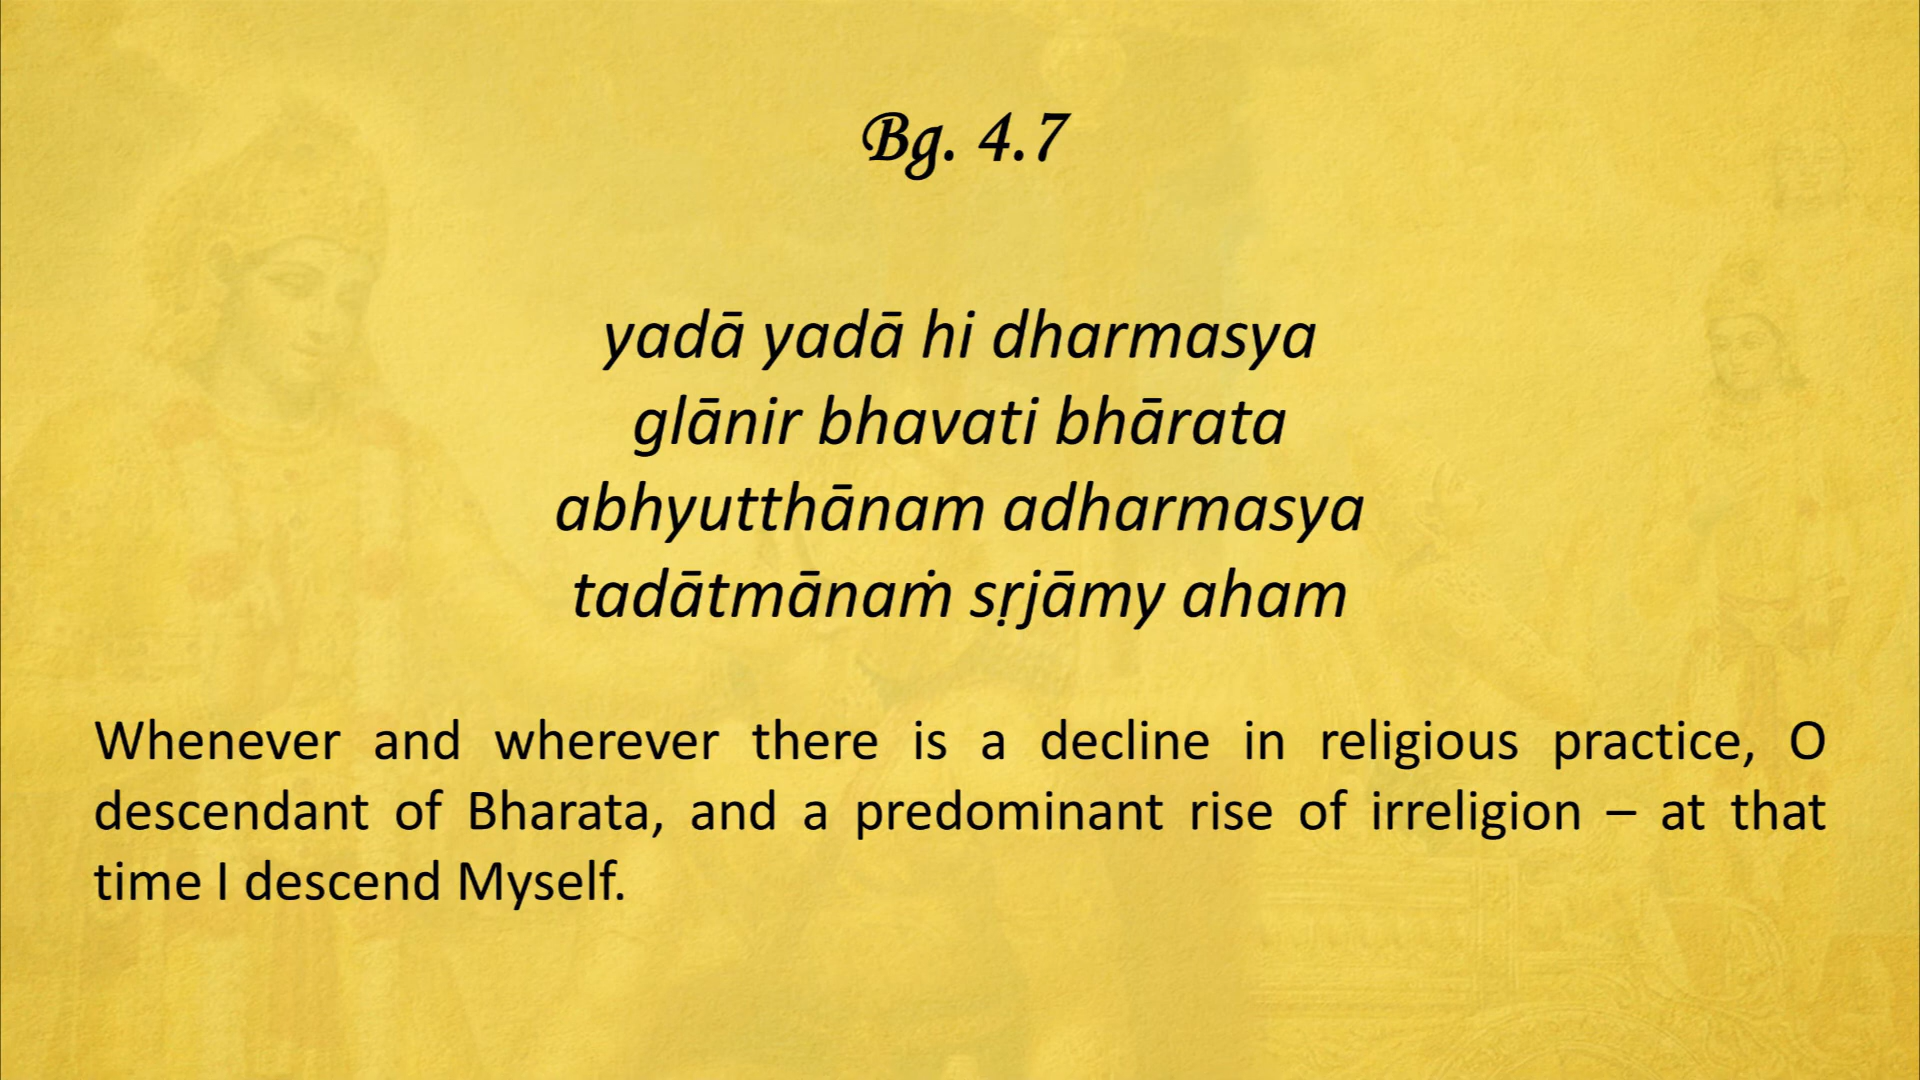 Bg. 4.7
yadā yadā hi dharmasya
glānir bhavati bhārata
abhyutthānam adharmasya
tadātmānaṁ sṛjāmy aham
Whenever and wherever there is a decline in religious practice, O
descendant of Bharata, and a predominant rise of irreligion – at that
time I descend Myself.